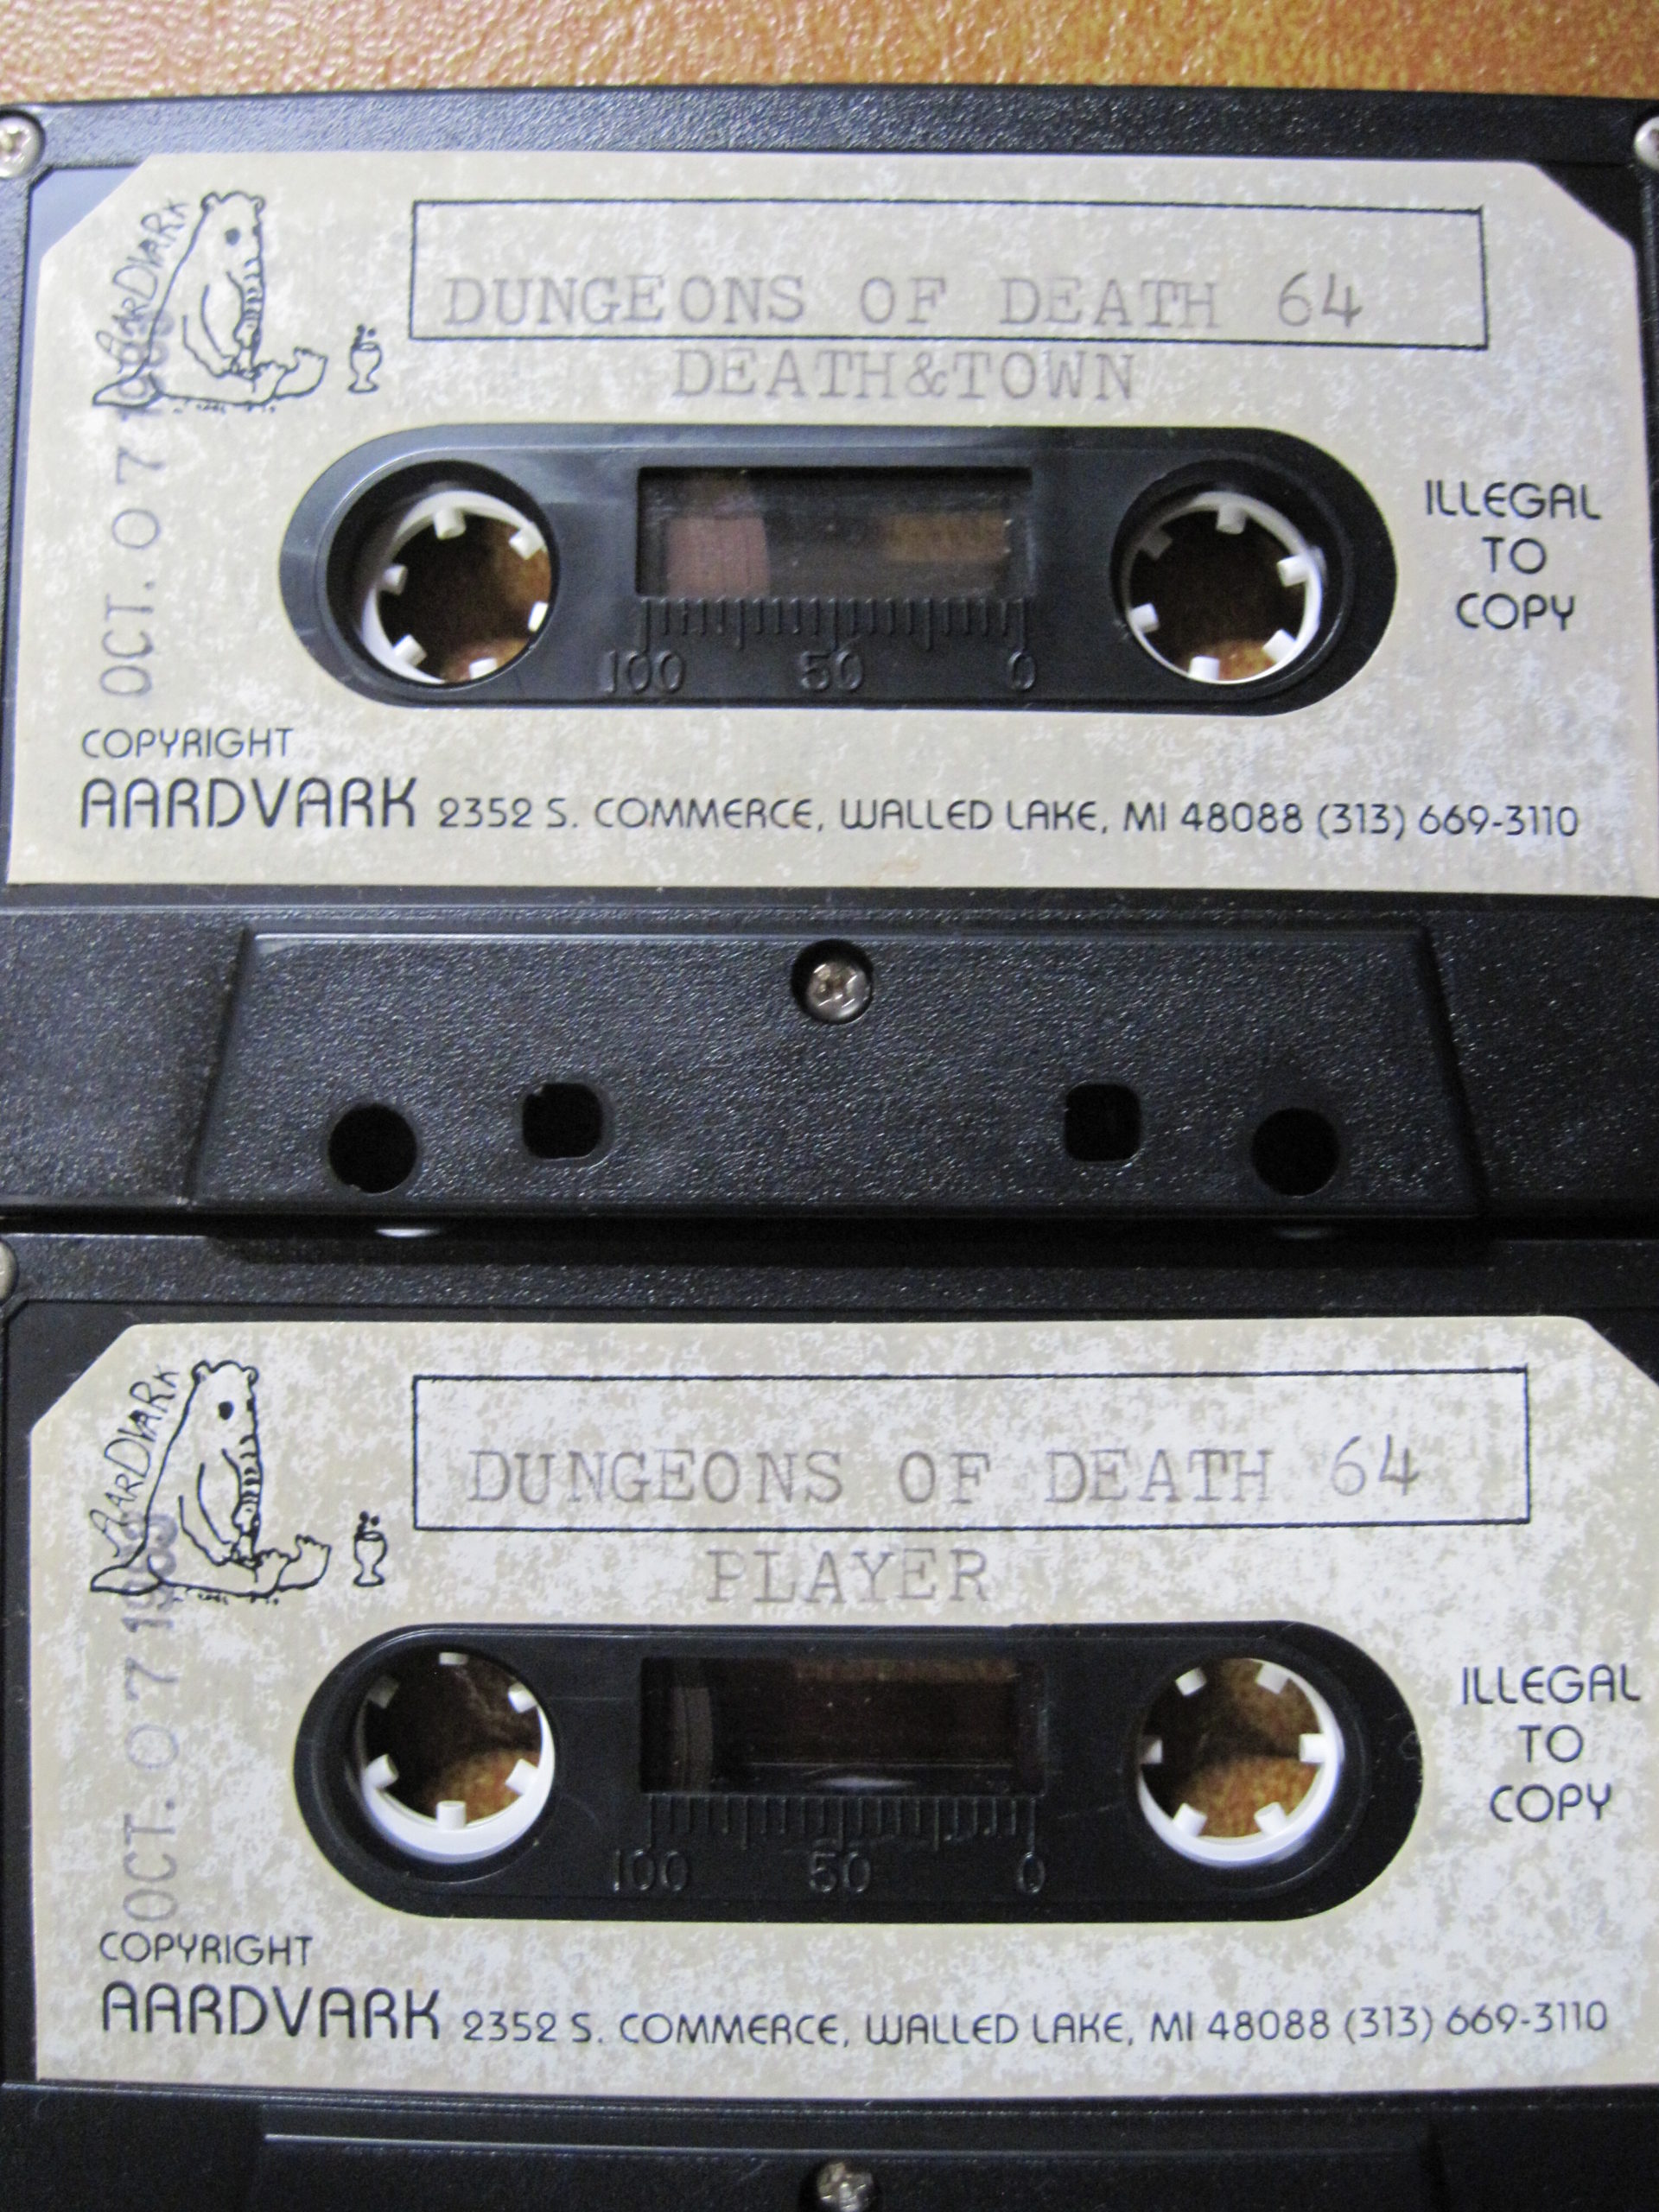 AARDVARK
DUNGEONS OF DEATH 64
DEATH&TOWN
OCT. 07
100 50 0
ILLEGAL
TO
COPY
COPYRIGHT
AARDVARK 2352 S. COMMERCE, WALLED LAKE, MI 48088 (313) 669-3110
AARDVARK
DUNGEONS OF DEATH 64
PLAYER
OCT. 07
100 50 0
ILLEGAL
TO
COPY
COPYRIGHT
AARDVARK 2352 S. COMMERCE, WALLED LAKE, MI 48088 (313) 669-3110